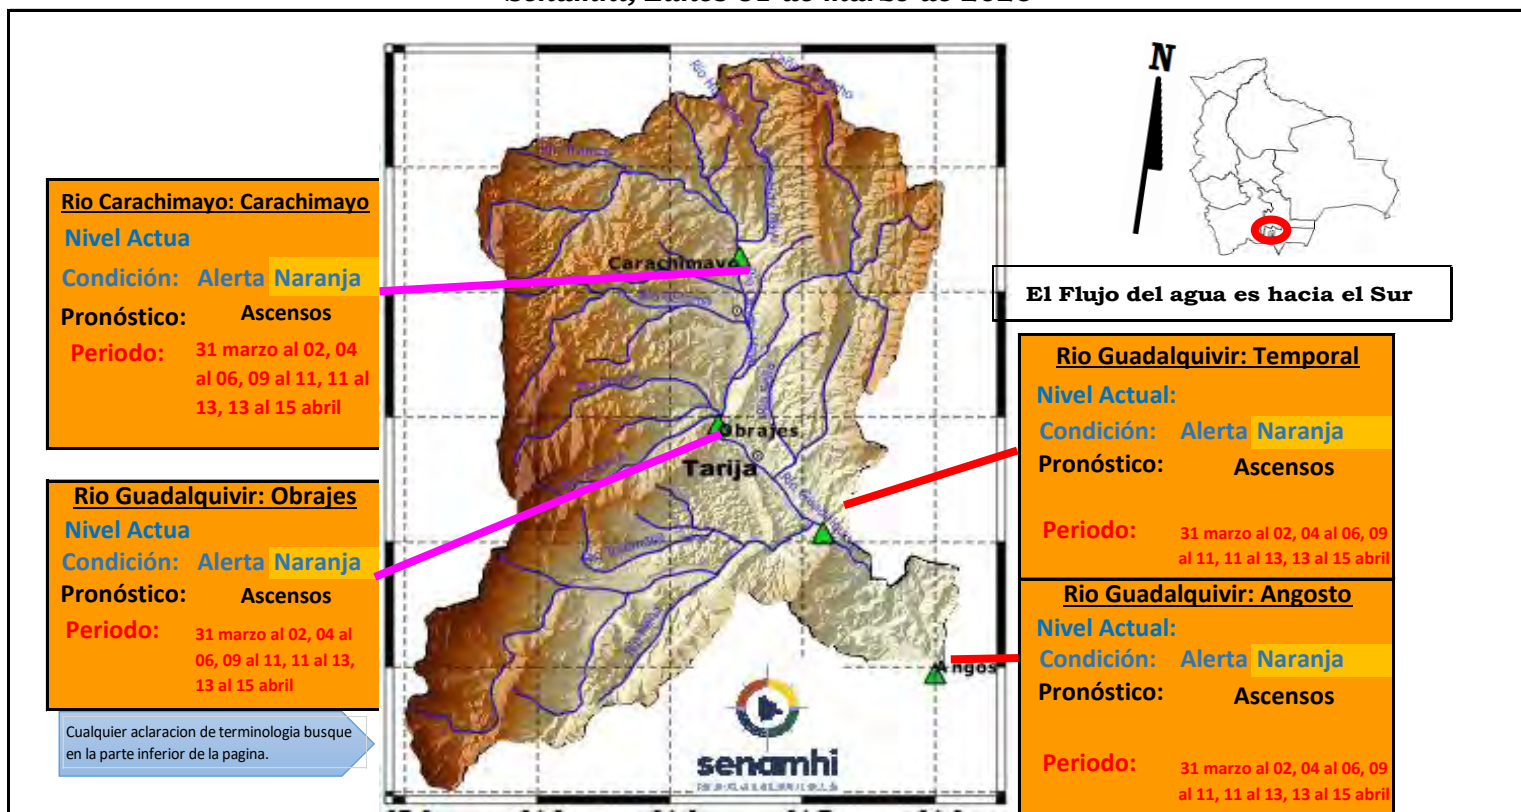 N
El Flujo del agua es hacia el Sur
Rio Carachimayo: Carachimayo
Nivel Actua
Condición: Alerta Naranja
Pronóstico: Ascensos
Periodo: 31 marzo al 02, 04
al 06, 09 al 11, 11 al
13, 13 al 15 abril
Rio Guadalquivir: Obrajes
Nivel Actua
Condición: Alerta Naranja
Pronóstico: Ascensos
Periodo: 31 marzo al 02, 04 al
06, 09 al 11, 11 al 13,
13 al 15 abril
Cualquier aclaracion de terminologia busque
en la parte inferior de la pagina.
Carachimayo
Obrajes
Tarija
Angos
senamhi
Rio Guadalquivir: Temporal
Nivel Actual:
Condición: Alerta Naranja
Pronóstico: Ascensos
Periodo: 31 marzo al 02, 04 al 06, 09
al 11, 11 al 13, 13 al 15 abril
Rio Guadalquivir: Angosto
Nivel Actual:
Condición: Alerta Naranja
Pronóstico: Ascensos
Periodo: 31 marzo al 02, 04 al 06, 09
al 11, 11 al 13, 13 al 15 abril